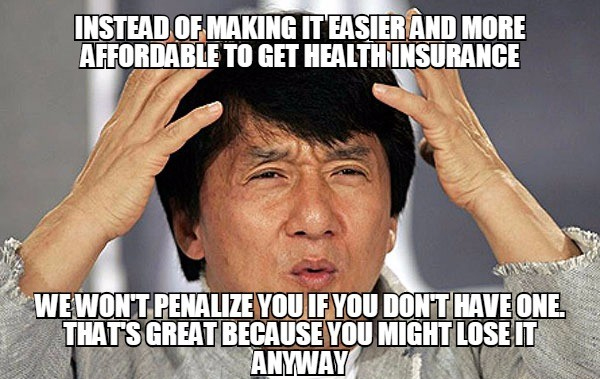 INSTEAD OF MAKING IT EASIER AND MORE
AFFORDABLE TO GET HEALTH INSURANCE
WE WON'T PENALIZE YOU IF YOU DON'T HAVE ONE.
THAT'S GREAT BECAUSE YOU MIGHT LOSE IT
ANYWAY